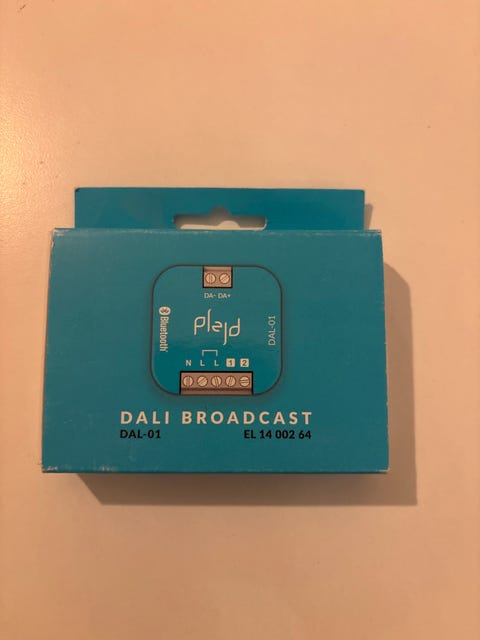 DA- DA+
Bluetooth®
plejd
DAL-01
N L L 1 2
DALI BROADCAST
DAL-01 EL 14 002 64